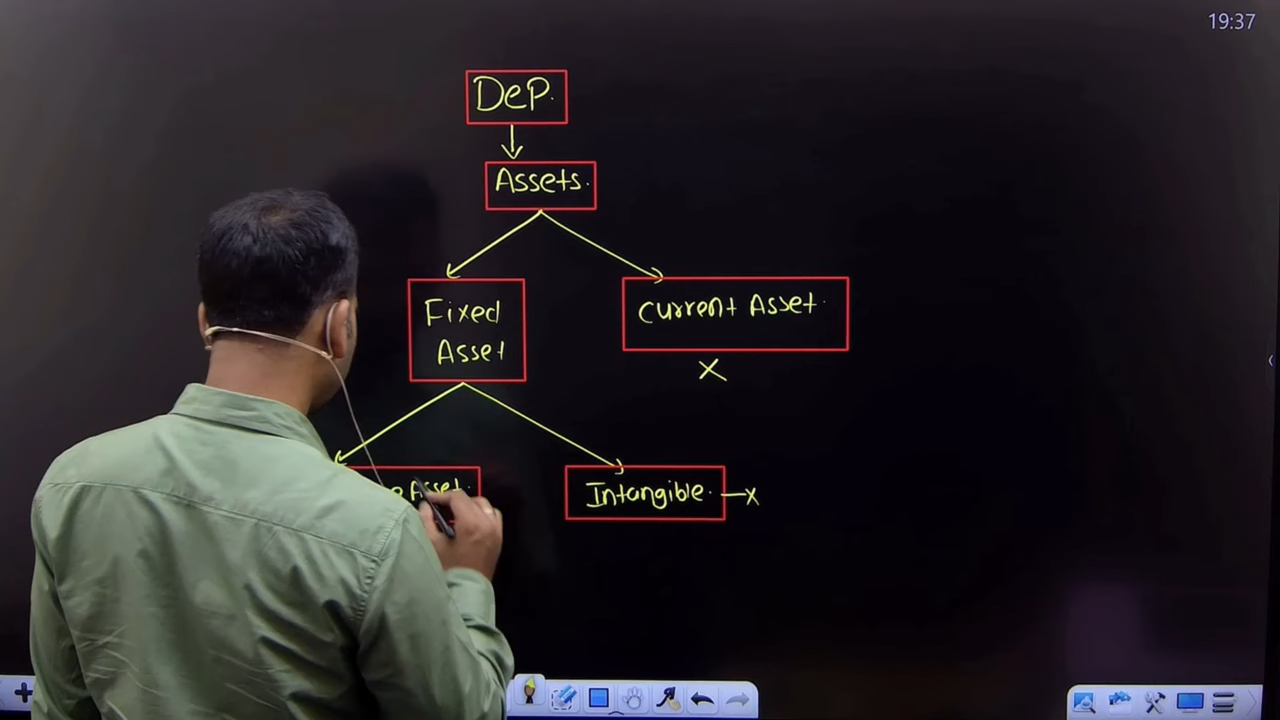 19:37
DeP.
Assets.
Fixed
Asset
Current Asset.
X
Asset.
Intangible. x